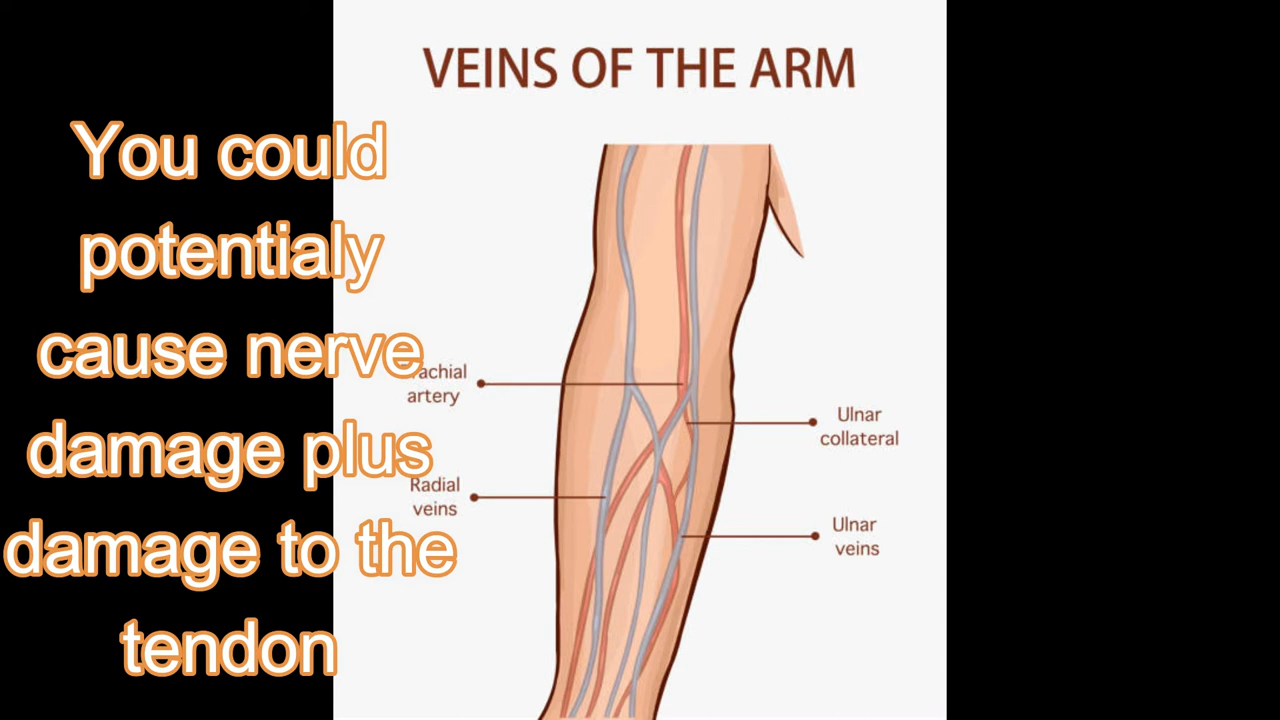 VEINS OF THE ARM
You could
potentialy
cause nerve
damage plus
damage to the
tendon
artery
Radial
veins
Ulnar
collateral
Ulnar
veins